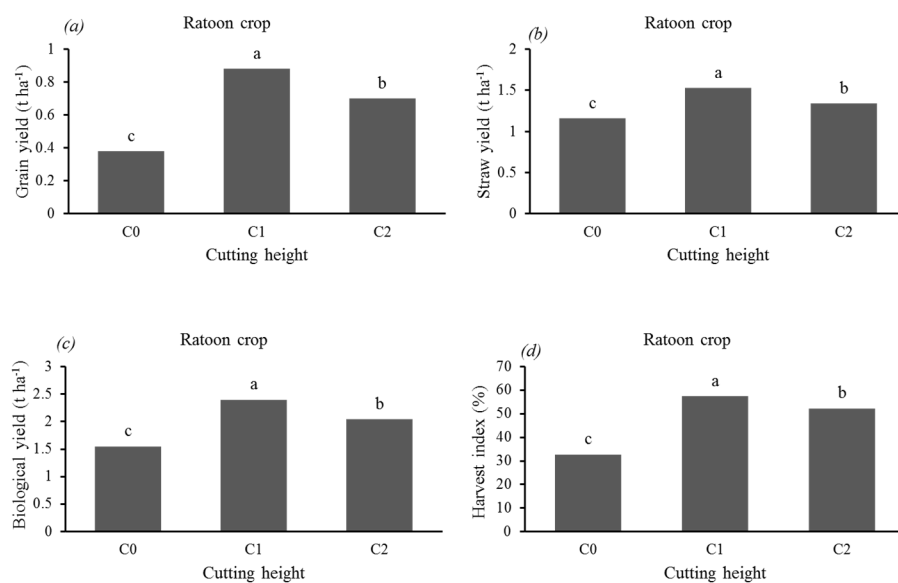 (a)
Ratoon crop
Grain yield (t ha⁻¹)
1
0.8
0.6
0.4
0.2
0
c
a
b
C0 C1 C2
Cutting height
(b)
Ratoon crop
Straw yield (t ha⁻¹)
2
1.5
1
0.5
0
c
a
b
C0 C1 C2
Cutting height
(c)
Ratoon crop
Biological yield (t ha⁻¹)
3
2.5
2
1.5
1
0.5
0
c
a
b
C0 C1 C2
Cutting height
(d)
Ratoon crop
Harvest index (%)
70
60
50
40
30
20
10
0
c
a
b
C0 C1 C2
Cutting height